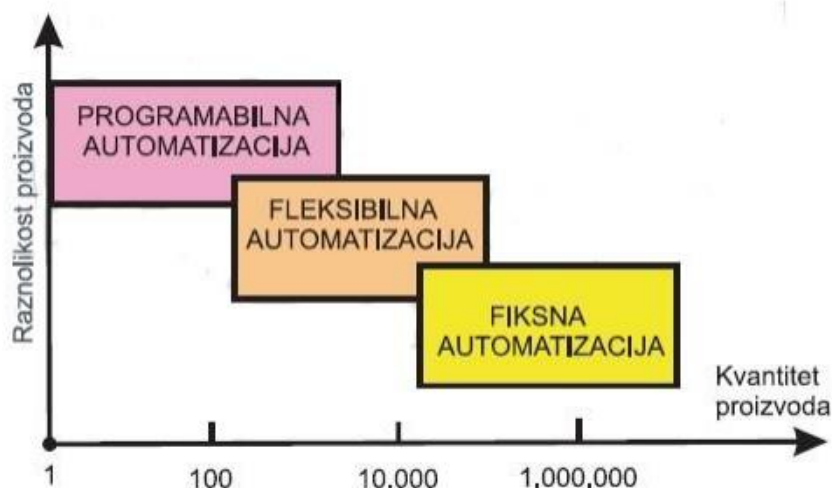 Raznolikost proizvoda
PROGRAMABILNA
AUTOMATIZACIJA
FLEKSIBILNA
AUTOMATIZACIJA
FIKSNA
AUTOMATIZACIJA
Kvantitet
proizvoda
1
100
10,000
1,000,000